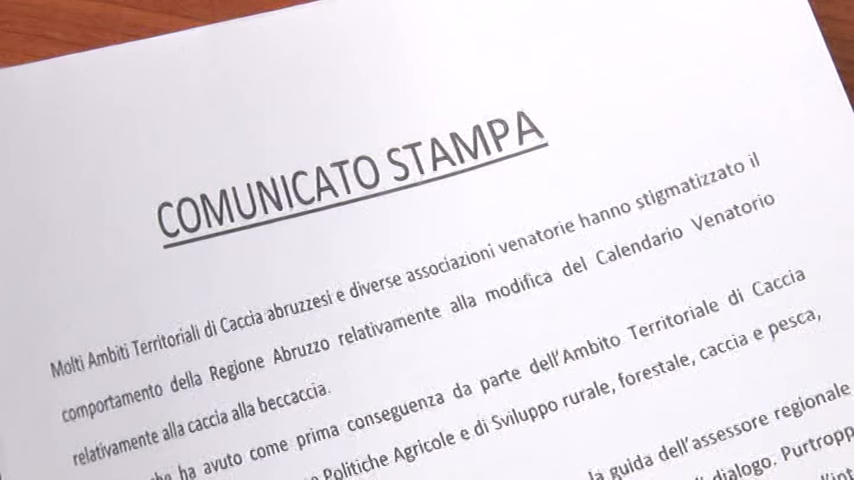 COMUNICATO STAMPA
Molti Ambiti Territoriali di Caccia abruzzesi e diverse associazioni venatorie hanno stigmatizzato il
comportamento della Regione Abruzzo relativamente alla modifica del Calendario Venatorio
relativamente alla caccia alla beccaccia.
ha avuto come prima conseguenza da parte dell'Ambito Territoriale di Caccia
Politiche Agricole e di Sviluppo rurale, forestale, caccia e pesca,
la guida dell'assessore regionale
dialogo.